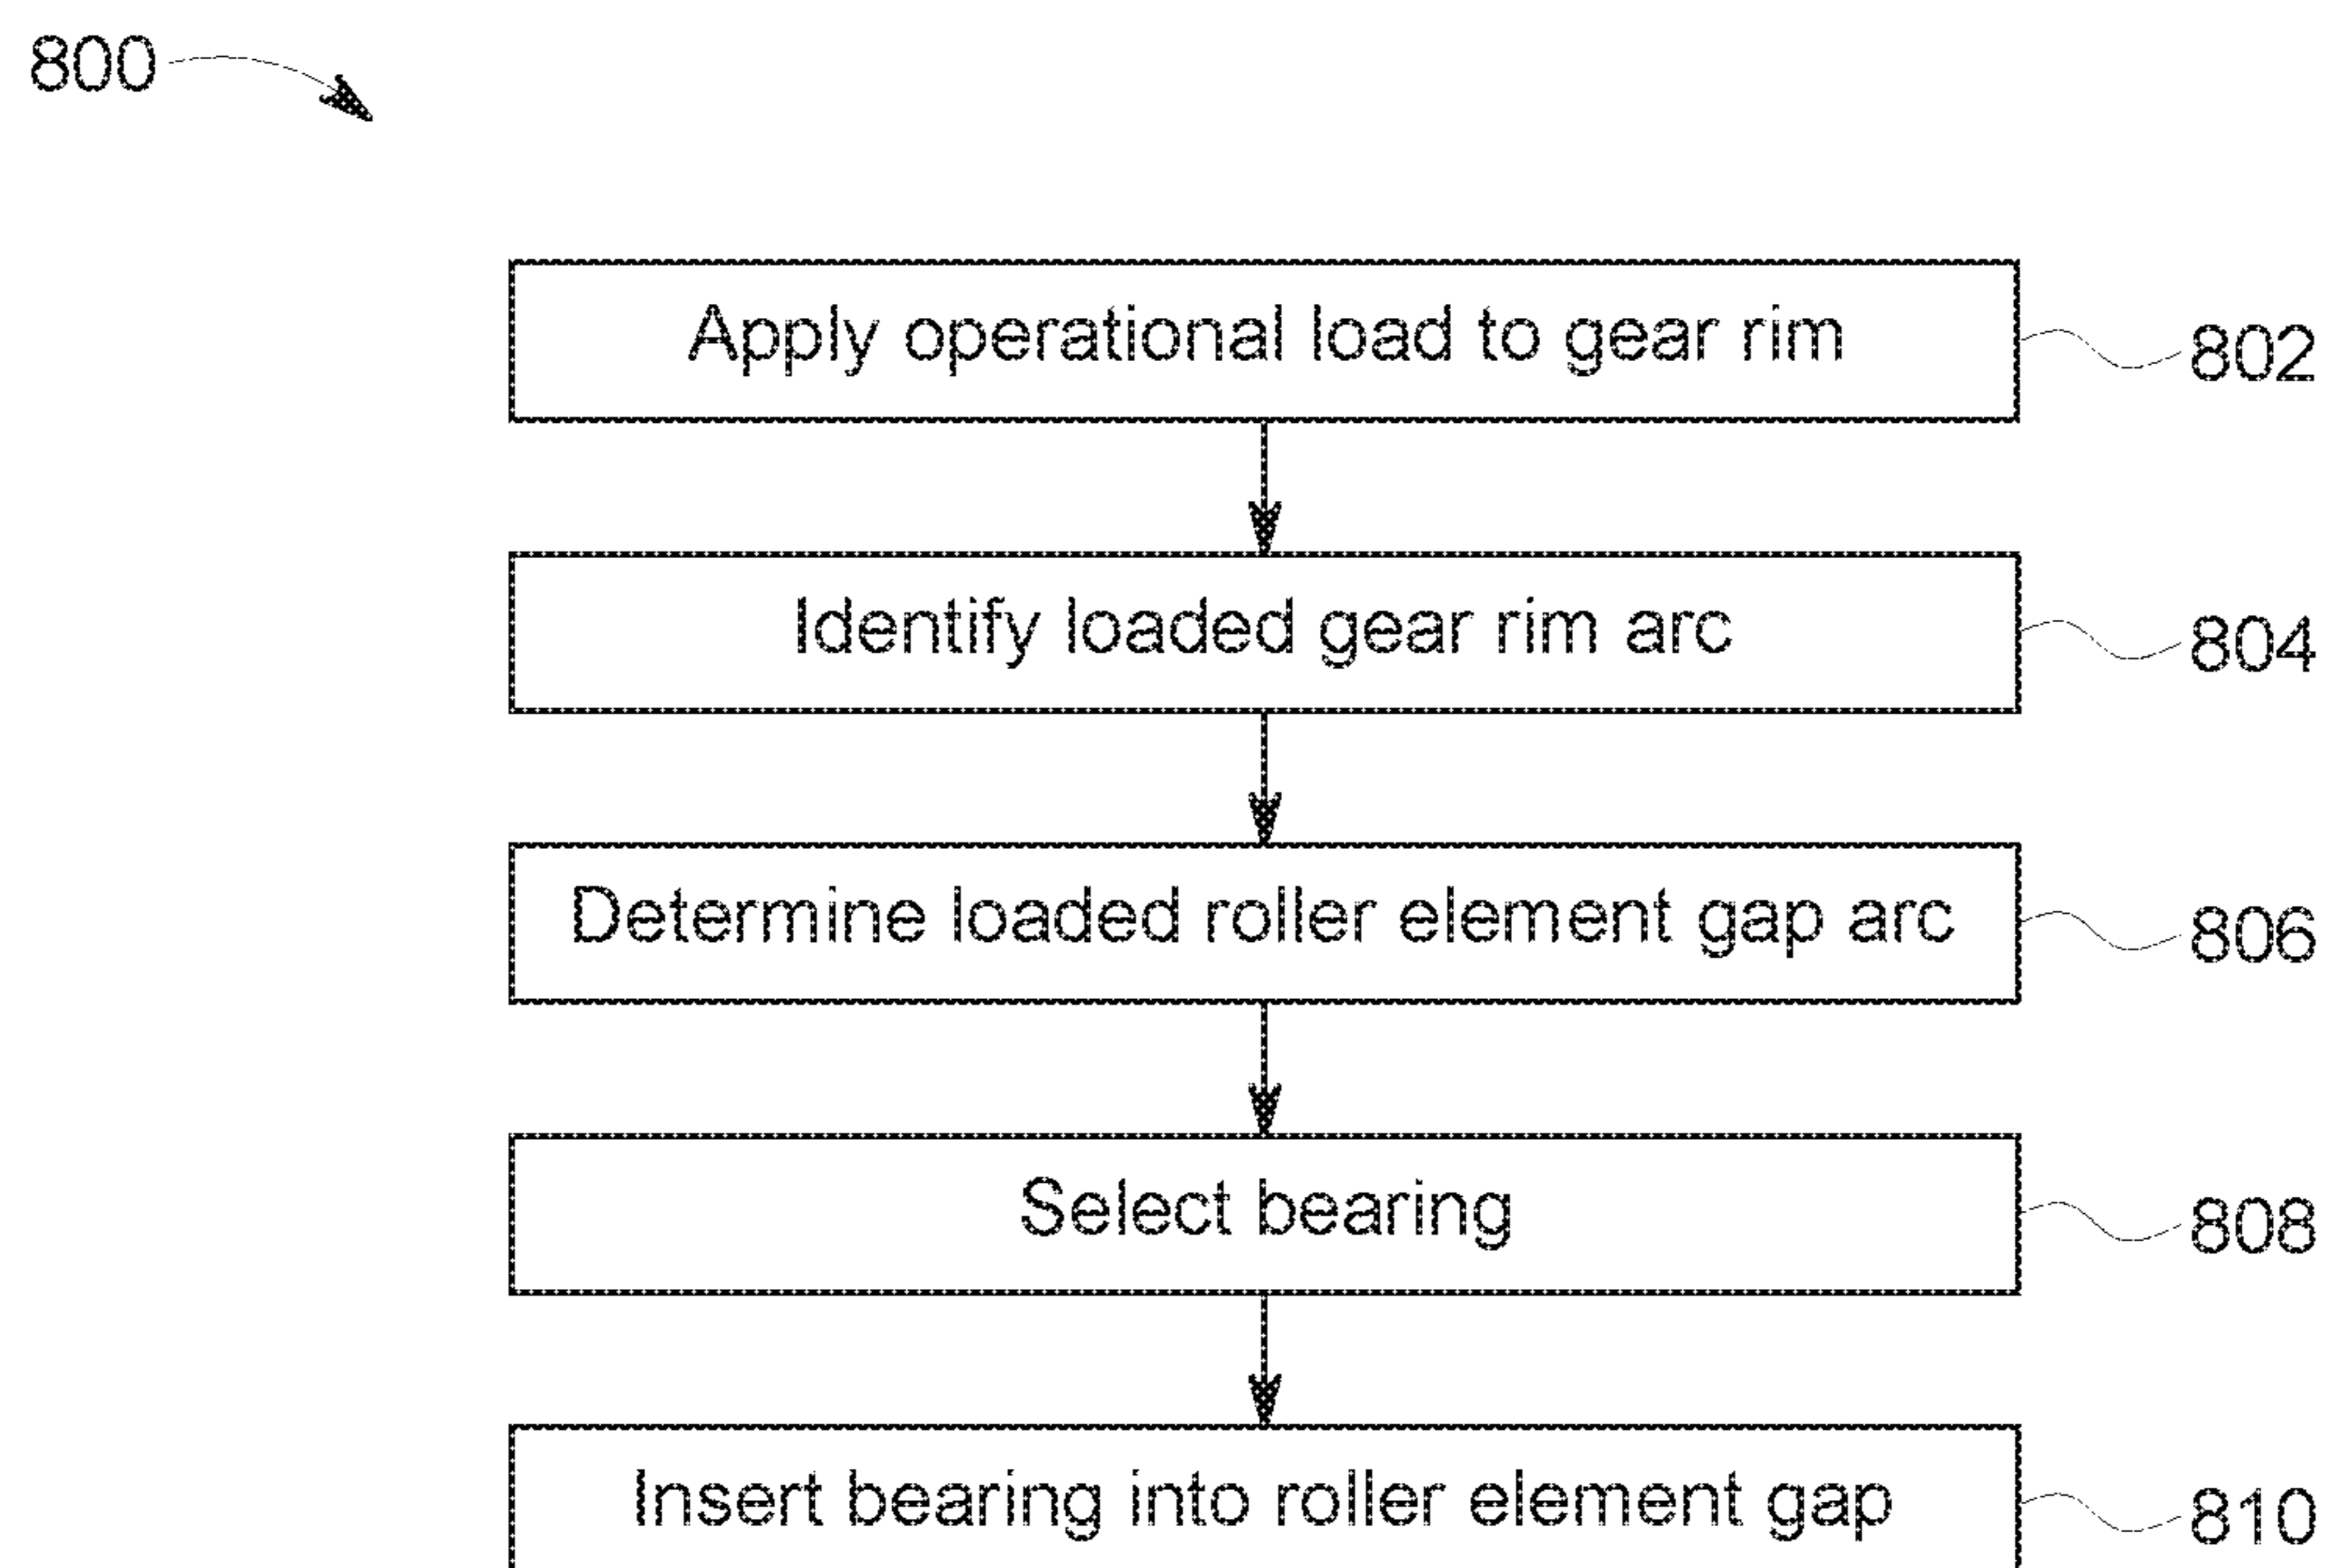 800
Apply operational load to gear rim
802
Identify loaded gear rim arc
804
Determine loaded roller element gap arc
806
Select bearing
808
Insert bearing into roller element gap
810